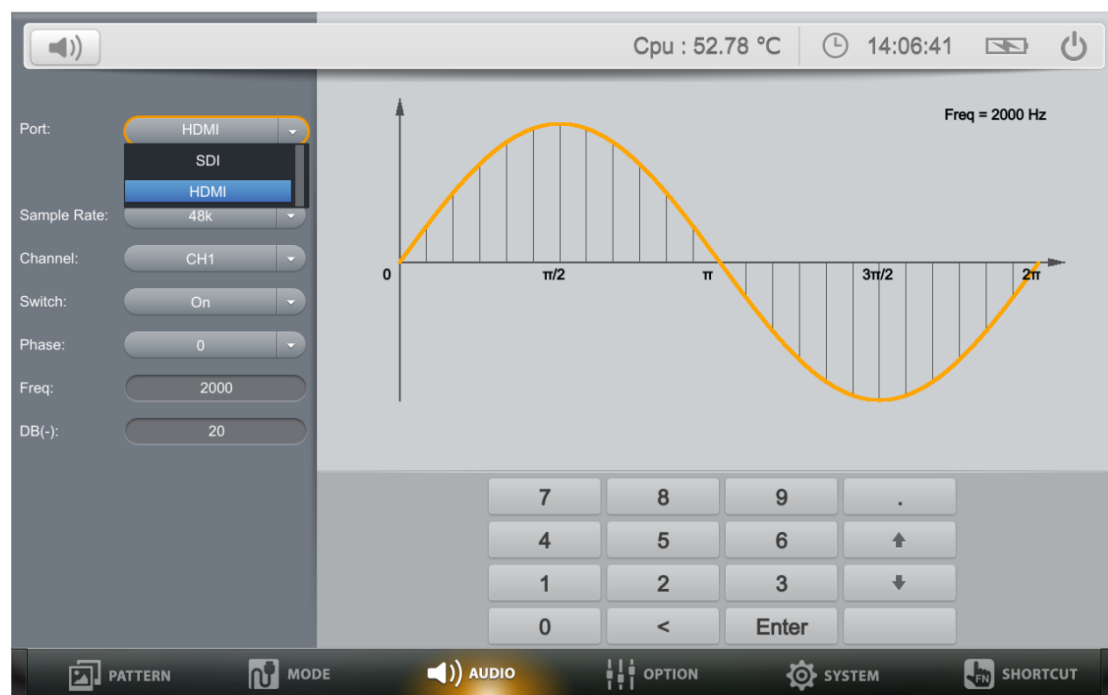 Cpu : 52.78 °C 14:06:41
Port: HDMI
SDI
HDMI
Sample Rate: 48k
Channel: CH1
Switch: On
Phase: 0
Freq: 2000
DB(-): 20
Freq = 2000 Hz
0 π/2 π 3π/2 2π
7 8 9 .
4 5 6
1 2 3
0 < Enter
PATTERN MODE AUDIO OPTION SYSTEM FN SHORTCUT